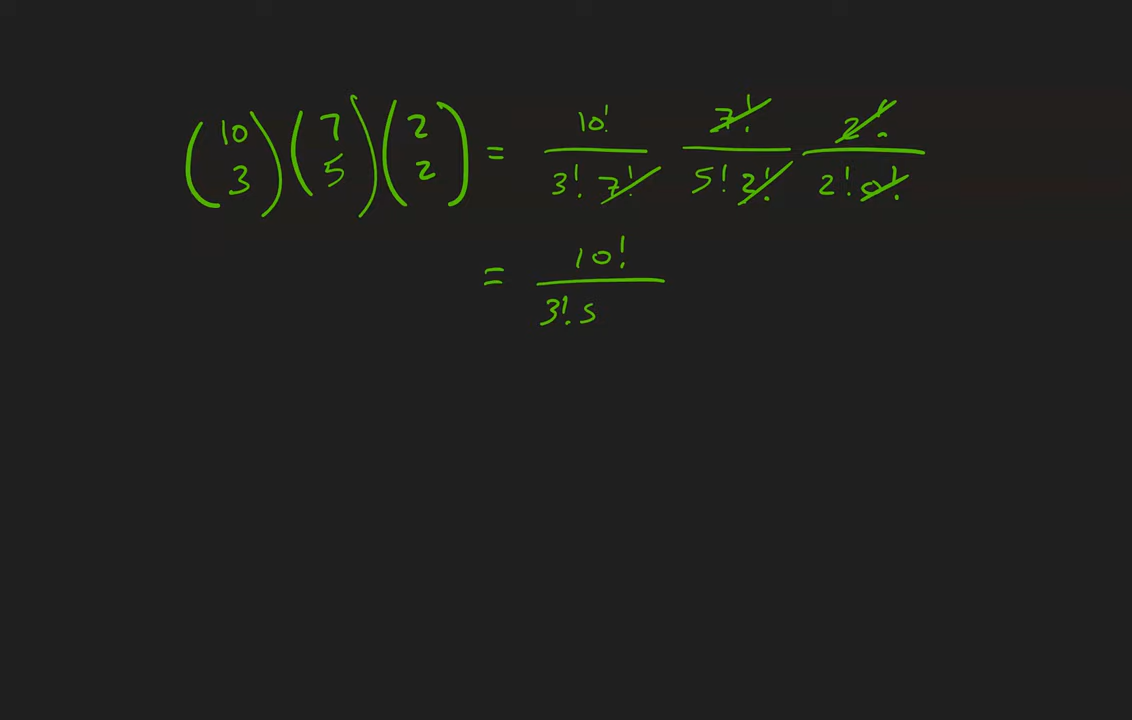 (10 3) (7 5) (2 2) = 10!/(3! 7!) 7!/(5! 2!) 2!/(2! 0!)
= 10!/(3! 5